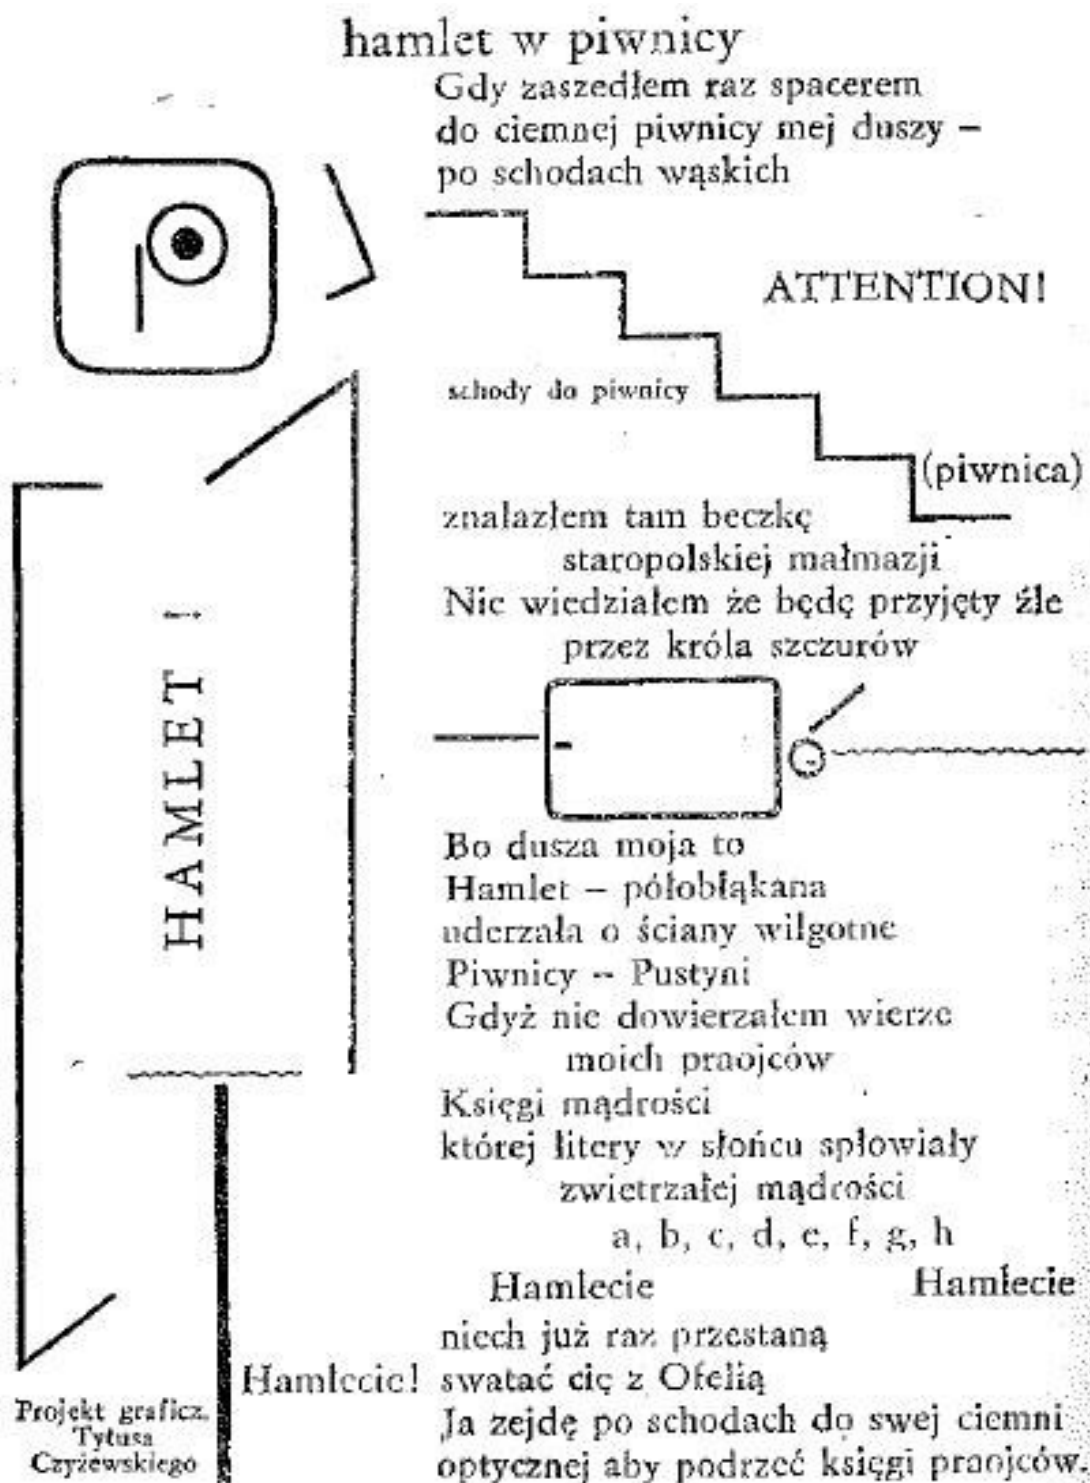 hamlet w piwnicy
Gdy zaszedłem raz spacerem
do ciemnej piwnicy mej duszy –
po schodach wąskich
ATTENTION!
schody do piwnicy
(piwnica)
znalazłem tam beczkę
staropolskiej małmazji
Nie wiedziałem że będę przyjęty źle
przez króla szczurów
HAMLET !
Bo dusza moja to
Hamlet – półobłąkana
uderzała o ściany wilgotne
Piwnicy – Pustyni
Gdyż nie dowierzałem wierze
moich praojców
Księgi mądrości
której litery w słońcu spłowiały
zwietrzałej mądrości
a, b, c, d, e, f, g, h
Hamlecie Hamlecie
niech już raz przestaną
Hamlecie! swatać cię z Ofelią
Ja zejdę po schodach do swej ciemni
optycznej aby podrzeć księgi praojców.
Projekt graficz.
Tytusa
Czyżewskiego